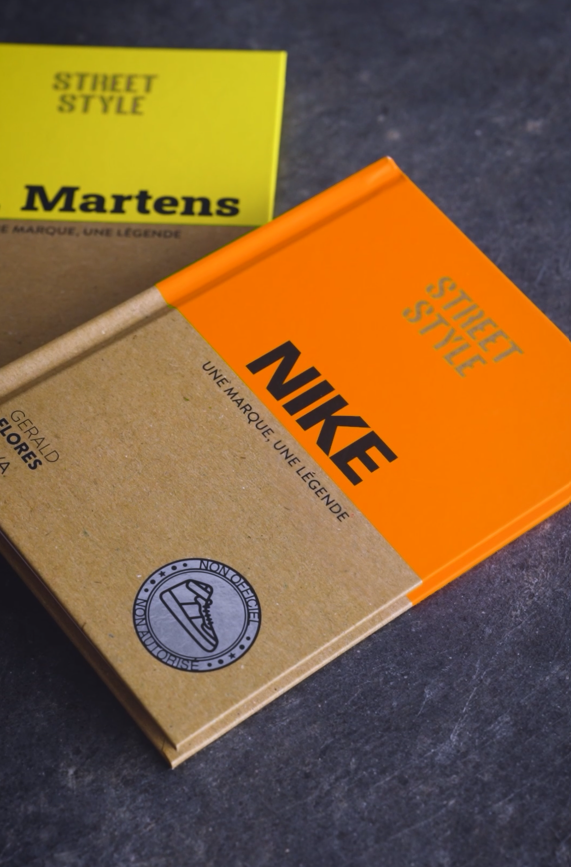 STREET
STYLE
. Martens
E MARQUE, UNE LÉGENDE
STREET
STYLE
NIKE
UNE MARQUE, UNE LÉGENDE
GERALD
FLORES
A.
NON OFFICIEL
NON AUTORISÉ